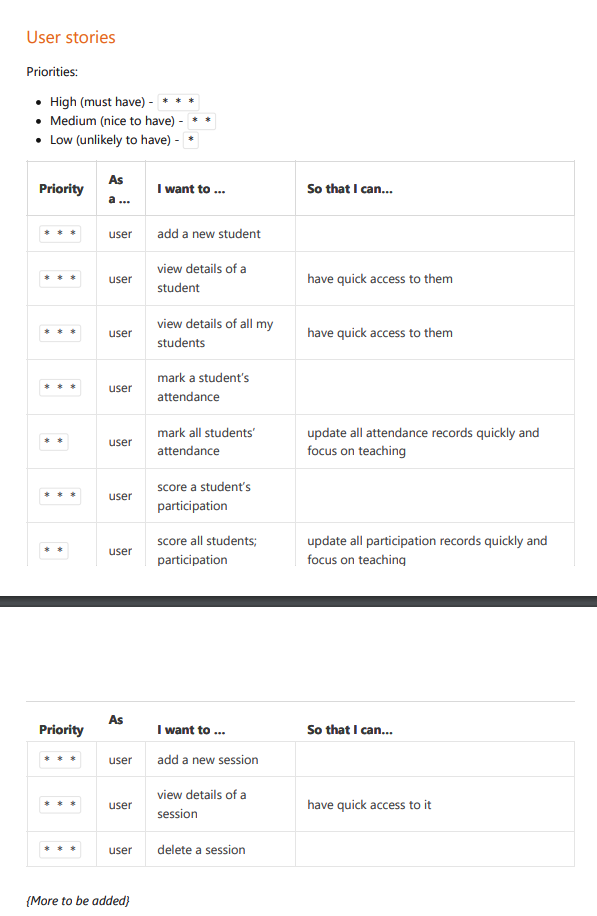 User stories
Priorities:
• High (must have) - * * *
• Medium (nice to have) - * *
• Low (unlikely to have) - *
Priority As a ... I want to ... So that I can...
* * * user add a new student
* * * user view details of a student have quick access to them
* * * user view details of all my students have quick access to them
* * * user mark a student's attendance
* * user mark all students' attendance update all attendance records quickly and focus on teaching
* * * user score a student's participation
* * user score all students; participation update all participation records quickly and focus on teaching
Priority As I want to ... So that I can...
* * * user add a new session
* * * user view details of a session have quick access to it
* * * user delete a session
{More to be added}